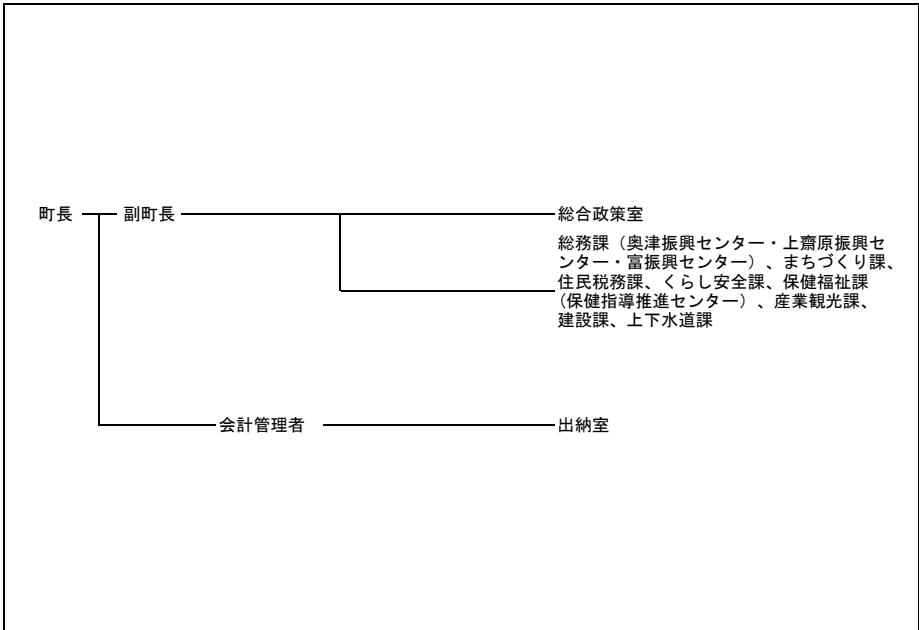 町長 副町長 総合政策室
総務課（奥津振興センター・上齋原振興セ
ンター・富振興センター）、まちづくり課、
住民税務課、くらし安全課、保健福祉課
（保健指導推進センター）、産業観光課、
建設課、上下水道課
会計管理者 出納室